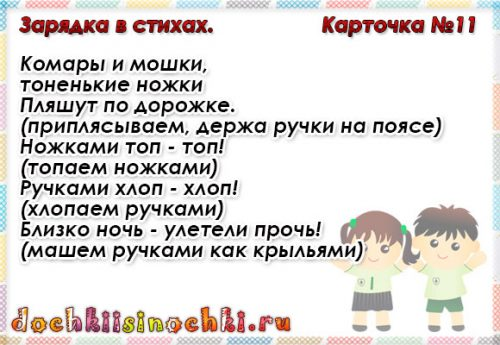 Зарядка в стихах. Карточка №11
Комары и мошки,
тоненькие ножки
Пляшут по дорожке.
(приплясываем, держа ручки на поясе)
Ножками топ - топ!
(топаем ножками)
Ручками хлоп - хлоп!
(хлопаем ручками)
Близко ночь - улетели прочь!
(машем ручками как крыльями)
dochkiisinochki.ru